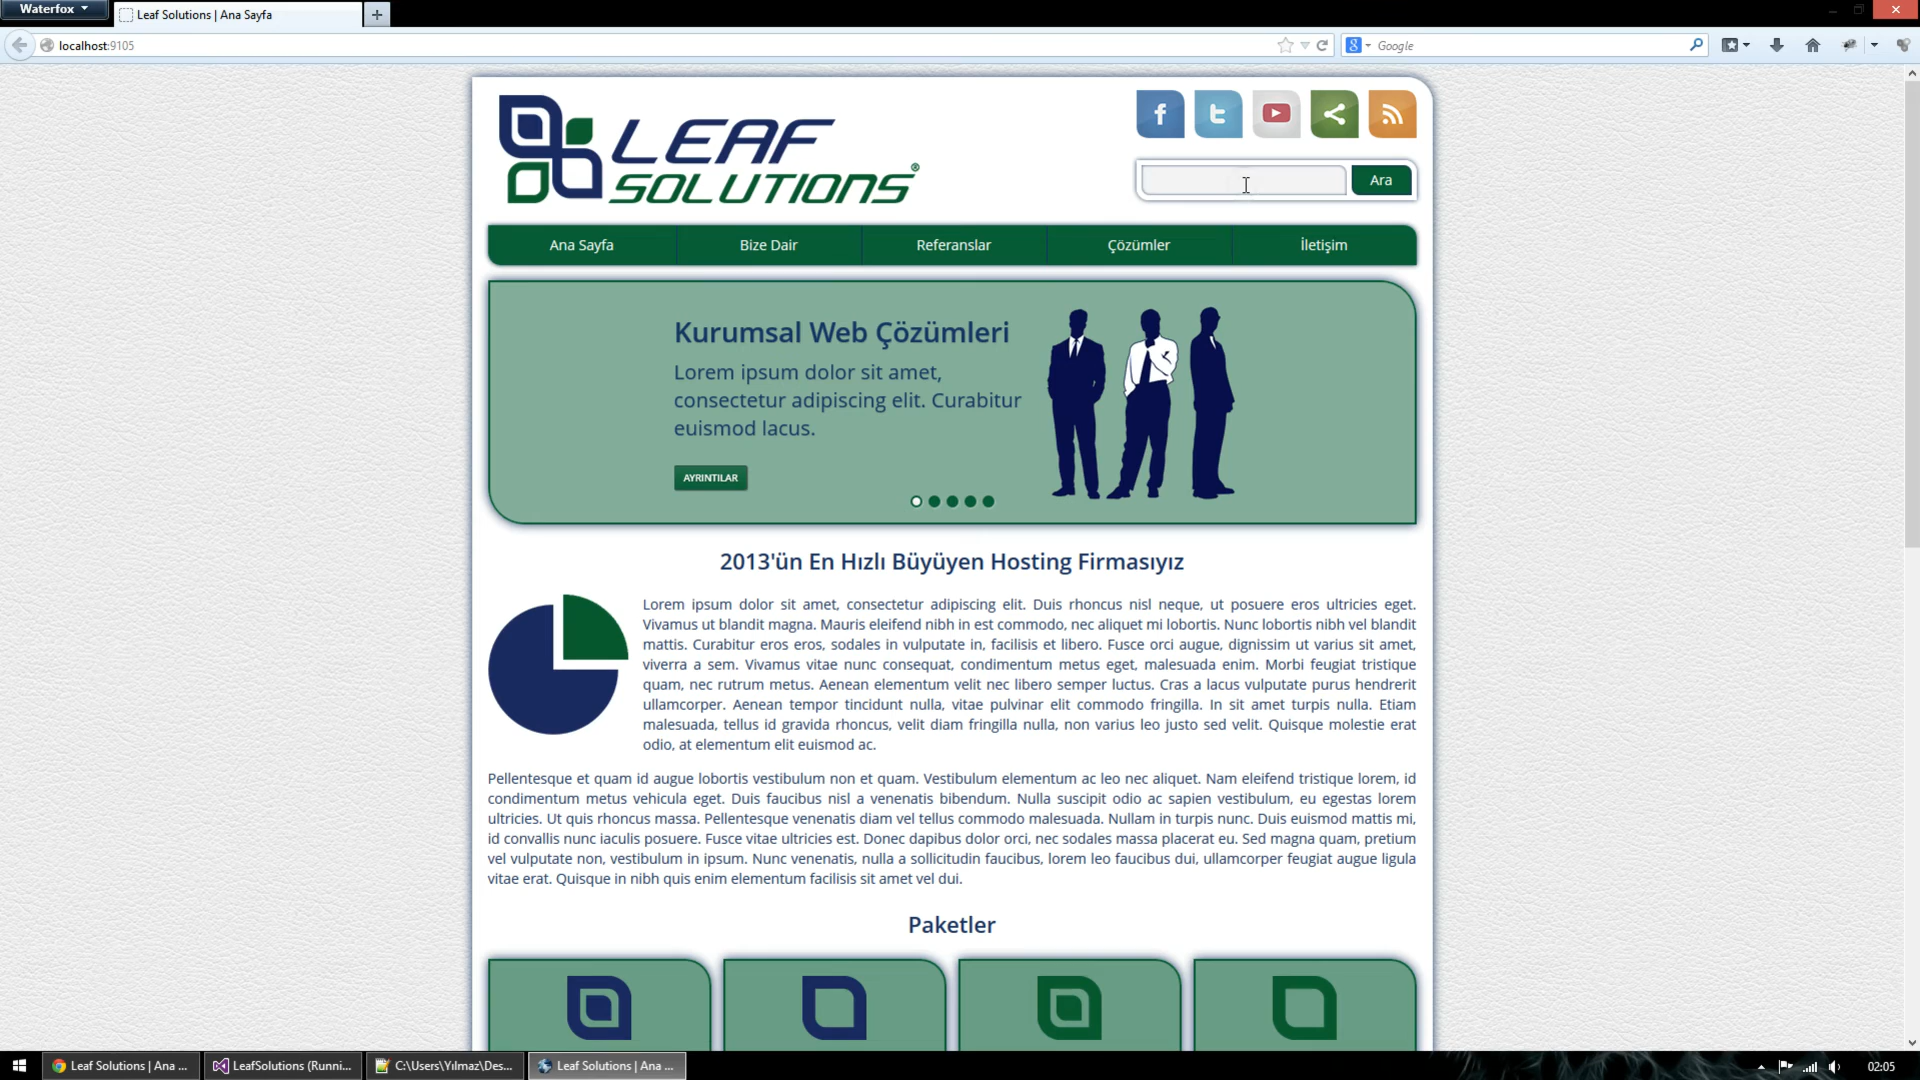 Waterfox
Leaf Solutions | Ana Sayfa
localhost:9105
Google
LEAF
SOLUTIONS®
Ara
Ana Sayfa
Bize Dair
Referanslar
Çözümler
İletişim
Kurumsal Web Çözümleri
Lorem ipsum dolor sit amet,
consectetur adipiscing elit. Curabitur
euismod lacus.
AYRINTILAR
2013'ün En Hızlı Büyüyen Hosting Firmasıyız
Lorem ipsum dolor sit amet, consectetur adipiscing elit. Duis rhoncus nisl neque, ut posuere eros ultricies eget.
Vivamus ut blandit magna. Mauris eleifend nibh in est commodo, nec aliquet mi lobortis. Nunc lobortis nibh vel blandit
mattis. Curabitur eros eros, sodales in vulputate in, facilisis et libero. Fusce orci augue, dignissim ut varius sit amet,
viverra a sem. Vivamus vitae nunc consequat, condimentum metus eget, malesuada enim. Morbi feugiat tristique
quam, nec rutrum metus. Aenean elementum velit nec libero semper luctus. Cras a lacus vulputate purus hendrerit
ullamcorper. Aenean tempor tincidunt nulla, vitae pulvinar elit commodo fringilla. In sit amet turpis nulla. Etiam
malesuada, tellus id gravida rhoncus, velit diam fringilla nulla, non varius leo justo sed velit. Quisque molestie erat
odio, at elementum elit euismod ac.
Pellentesque et quam id augue lobortis vestibulum non et quam. Vestibulum elementum ac leo nec aliquet. Nam eleifend tristique lorem, id
condimentum metus vehicula eget. Duis faucibus nisl a venenatis bibendum. Nulla suscipit odio ac sapien vestibulum, eu egestas lorem
ultricies. Ut quis rhoncus massa. Pellentesque venenatis diam vel tellus commodo malesuada. Nullam in turpis nunc. Duis euismod mattis mi,
id convallis nunc iaculis posuere. Fusce vitae ultricies est. Donec dapibus dolor orci, nec sodales massa placerat eu. Sed magna quam, pretium
vel vulputate non, vestibulum in ipsum. Nunc venenatis, nulla a sollicitudin faucibus, lorem leo faucibus dui, ullamcorper feugiat augue ligula
vitae erat. Quisque in nibh quis enim elementum facilisis sit amet vel dui.
Paketler
Leaf Solutions | Ana ...
LeafSolutions (Runni...
C:\Users\Yılmaz\Des...
Leaf Solutions | Ana ...
02:05